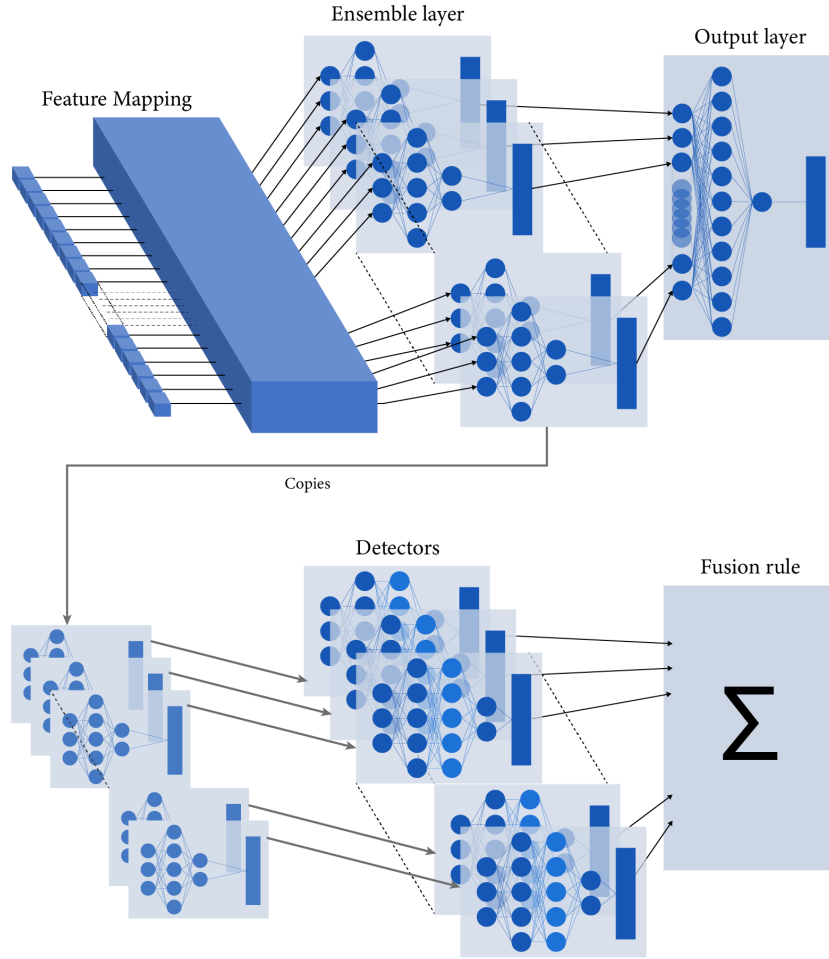 Ensemble layer
Output layer
Feature Mapping
Copies
Detectors
Fusion rule
Σ